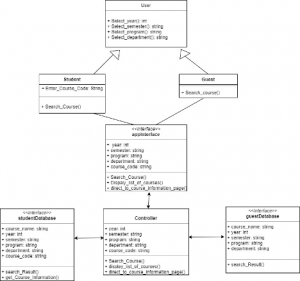 User
+ Select_year(): int
+ Select_semester(): string
+ Select_program(): string
+ Select_department(): string
Student
+ Enter_Course_Code: String
+ Search_Course()
Guest
+ Search_course()
<<interface>>
appInterface
+ year: int
+ semester: string
+ program: string
+ department: string
+ course_code: string
+ Search_Course()
+ Display_list_of_courses()
+ direct_to_course_information_page()
<<interface>>
studentDatabase
+ course_name: string
+ year: int
+ semester: string
+ program: string
+ department: string
+ course_code: string
+ search_Result()
+ get_Course_Information()
Controller
+ year: int
+ semester: string
+ program: string
+ department: string
+ course_code: string
+ Search_Course()
+ display_list_of_courses()
+ direct_to_course_information_page()
<<interface>>
guestDatabase
+ course_name: string
+ year: int
+ semester: string
+ program: string
+ department: string
+ search_Result()